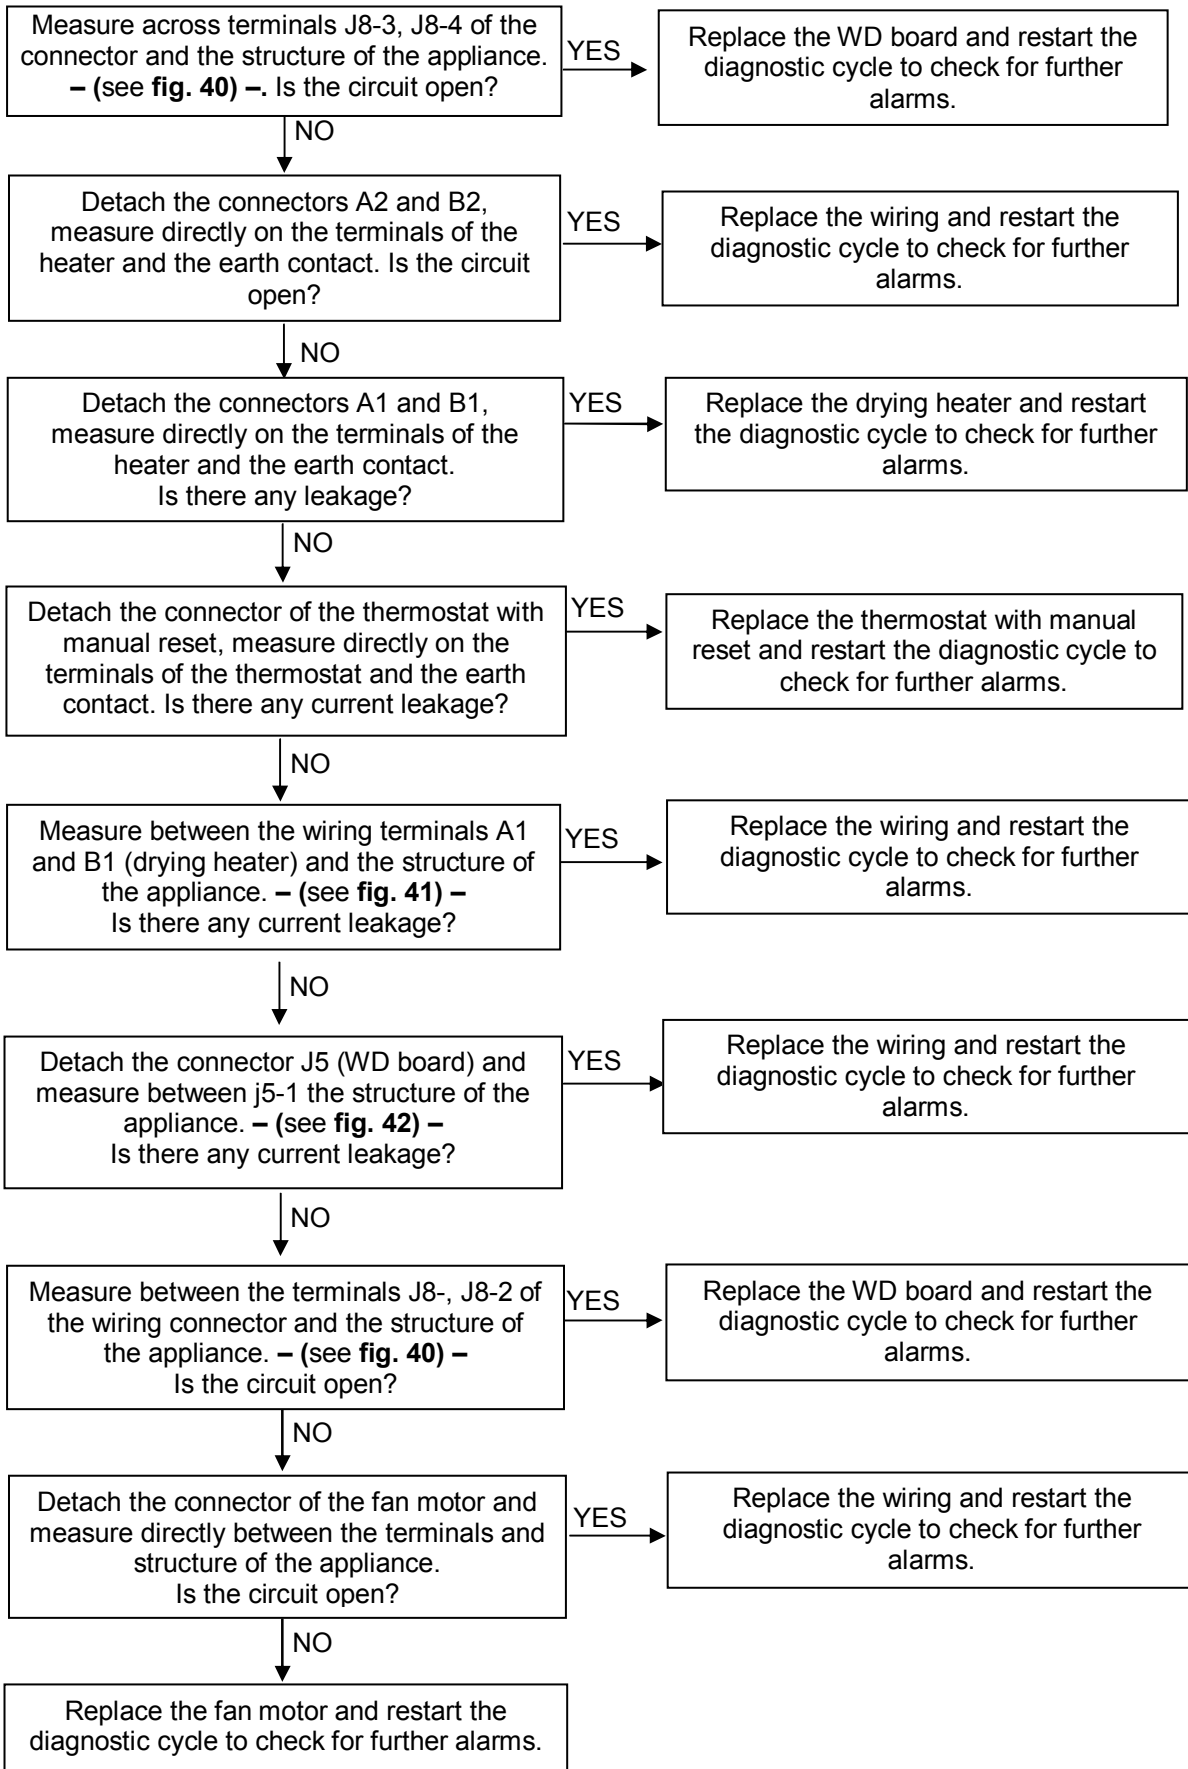 Measure across terminals J8-3, J8-4 of the
connector and the structure of the appliance.
– (see fig. 40) –. Is the circuit open?
YES
Replace the WD board and restart the
diagnostic cycle to check for further
alarms.
NO
Detach the connectors A2 and B2,
measure directly on the terminals of the
heater and the earth contact. Is the circuit
open?
YES
Replace the wiring and restart the
diagnostic cycle to check for further
alarms.
NO
Detach the connectors A1 and B1,
measure directly on the terminals of the
heater and the earth contact.
Is there any leakage?
YES
Replace the drying heater and restart
the diagnostic cycle to check for further
alarms.
NO
Detach the connector of the thermostat with
manual reset, measure directly on the
terminals of the thermostat and the earth
contact. Is there any current leakage?
YES
Replace the thermostat with manual
reset and restart the diagnostic cycle to
check for further alarms.
NO
Measure between the wiring terminals A1
and B1 (drying heater) and the structure of
the appliance. – (see fig. 41) –
Is there any current leakage?
YES
Replace the wiring and restart the
diagnostic cycle to check for further
alarms.
NO
Detach the connector J5 (WD board) and
measure between j5-1 the structure of the
appliance. – (see fig. 42) –
Is there any current leakage?
YES
Replace the wiring and restart the
diagnostic cycle to check for further
alarms.
NO
Measure between the terminals J8-, J8-2 of
the wiring connector and the structure of
the appliance. – (see fig. 40) –
Is the circuit open?
YES
Replace the WD board and restart the
diagnostic cycle to check for further
alarms.
NO
Detach the connector of the fan motor and
measure directly between the terminals and
structure of the appliance.
Is the circuit open?
YES
Replace the wiring and restart the
diagnostic cycle to check for further
alarms.
NO
Replace the fan motor and restart the
diagnostic cycle to check for further alarms.